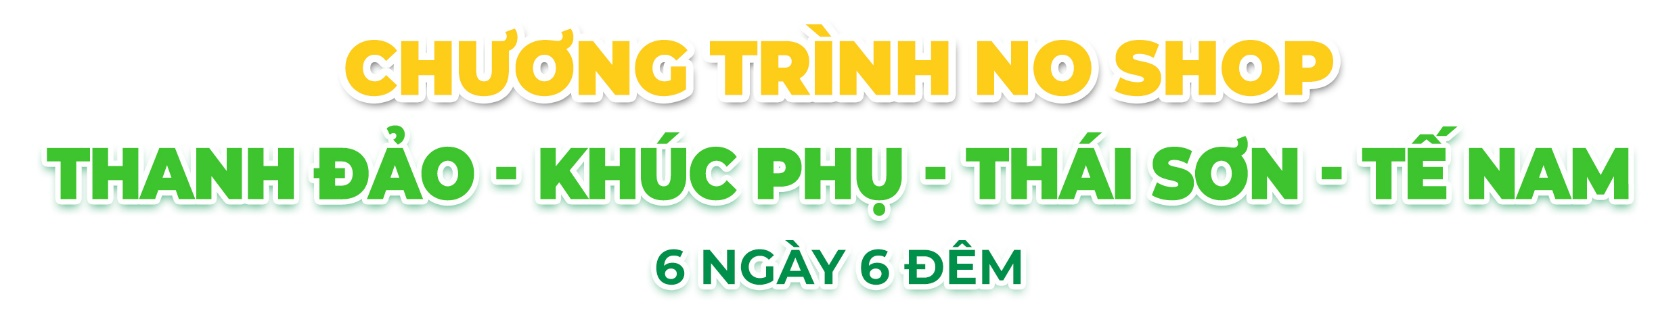 CHƯƠNG TRÌNH NO SHOP
THANH ĐẢO - KHÚC PHỤ - THÁI SƠN - TẾ NAM
6 NGÀY 6 ĐÊM